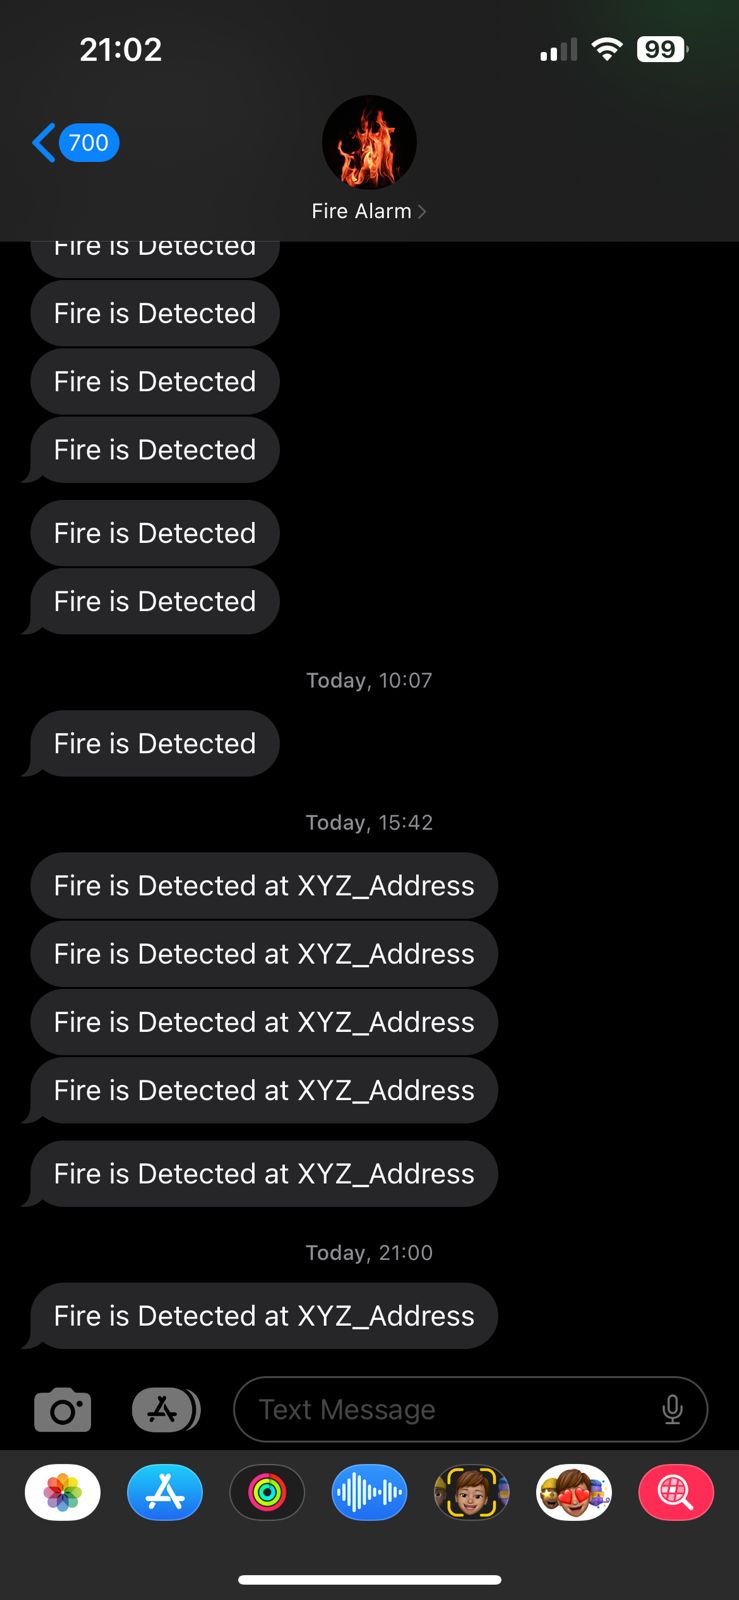 21:02
99
700
Fire Alarm
Fire is Detected
Fire is Detected
Fire is Detected
Fire is Detected
Fire is Detected
Fire is Detected
Today, 10:07
Fire is Detected
Today, 15:42
Fire is Detected at XYZ_Address
Fire is Detected at XYZ_Address
Fire is Detected at XYZ_Address
Fire is Detected at XYZ_Address
Fire is Detected at XYZ_Address
Today, 21:00
Fire is Detected at XYZ_Address
Text Message